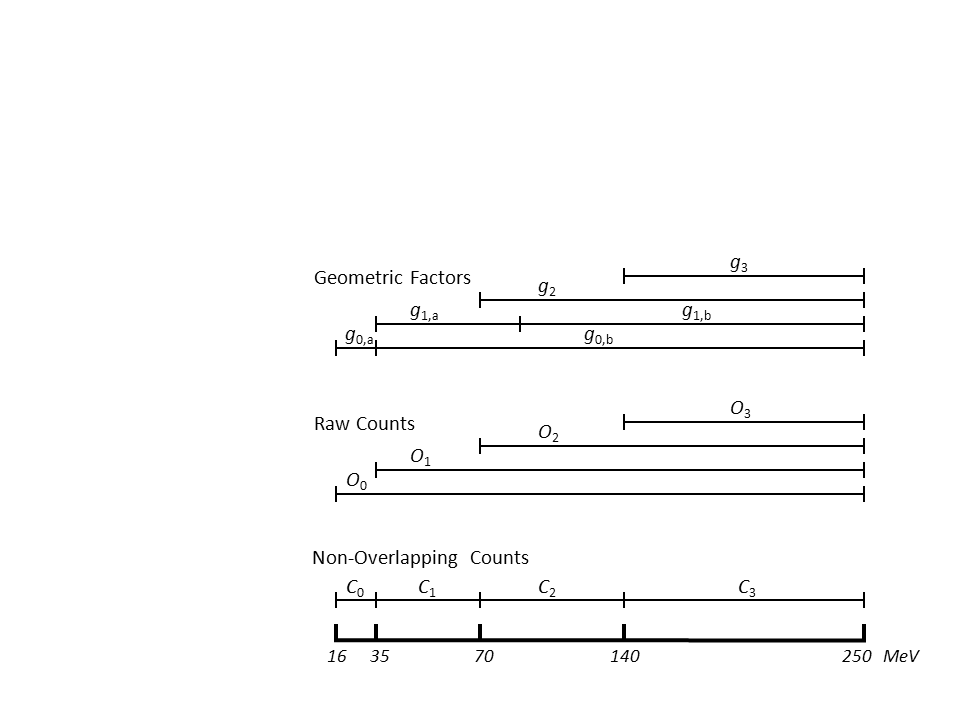 g3
Geometric Factors
g2
g1,a g1,b
g0,a g0,b
O3
Raw Counts
O2
O1
O0
Non-Overlapping Counts
C0 C1 C2 C3
16 35 70 140 250 MeV